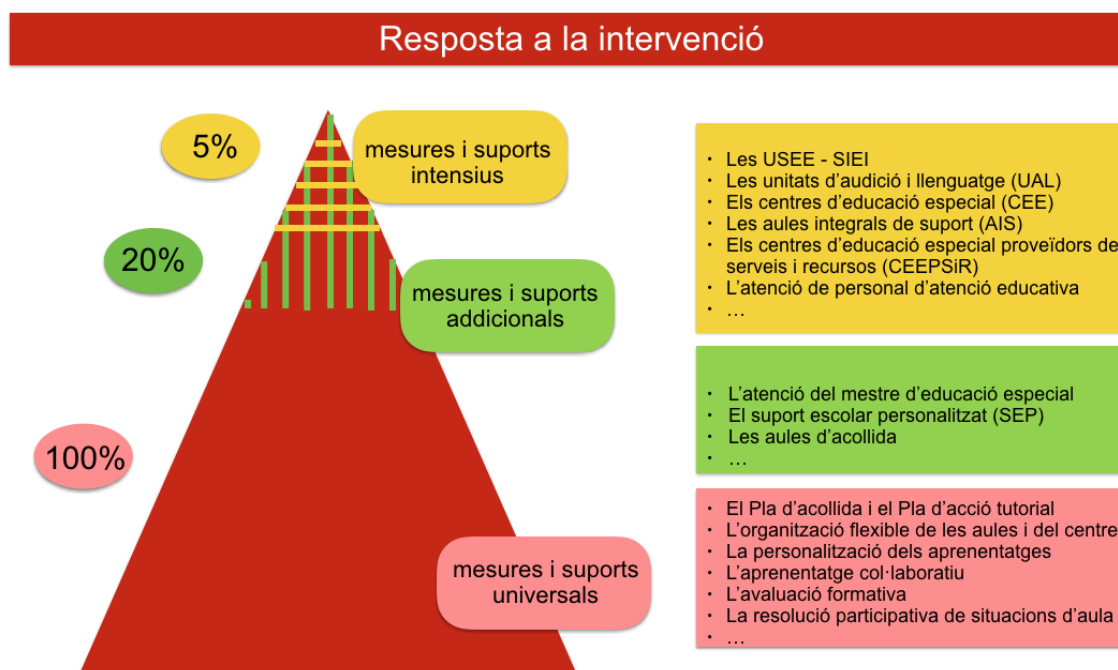 Resposta a la intervenció
5%
mesures i suports
intensius
· Les USEE - SIEI
· Les unitats d'audició i llenguatge (UAL)
· Els centres d'educació especial (CEE)
· Les aules integrals de suport (AIS)
· Els centres d'educació especial proveïdors de
serveis i recursos (CEEPSiR)
· L'atenció de personal d'atenció educativa
· …
20%
mesures i suports
addicionals
· L'atenció del mestre d'educació especial
· El suport escolar personalitzat (SEP)
· Les aules d'acollida
· …
100%
mesures i suports
universals
· El Pla d'acollida i el Pla d'acció tutorial
· L'organització flexible de les aules i del centre
· La personalització dels aprenentatges
· L'aprenentatge col·laboratiu
· L'avaluació formativa
· La resolució participativa de situacions d'aula
· …